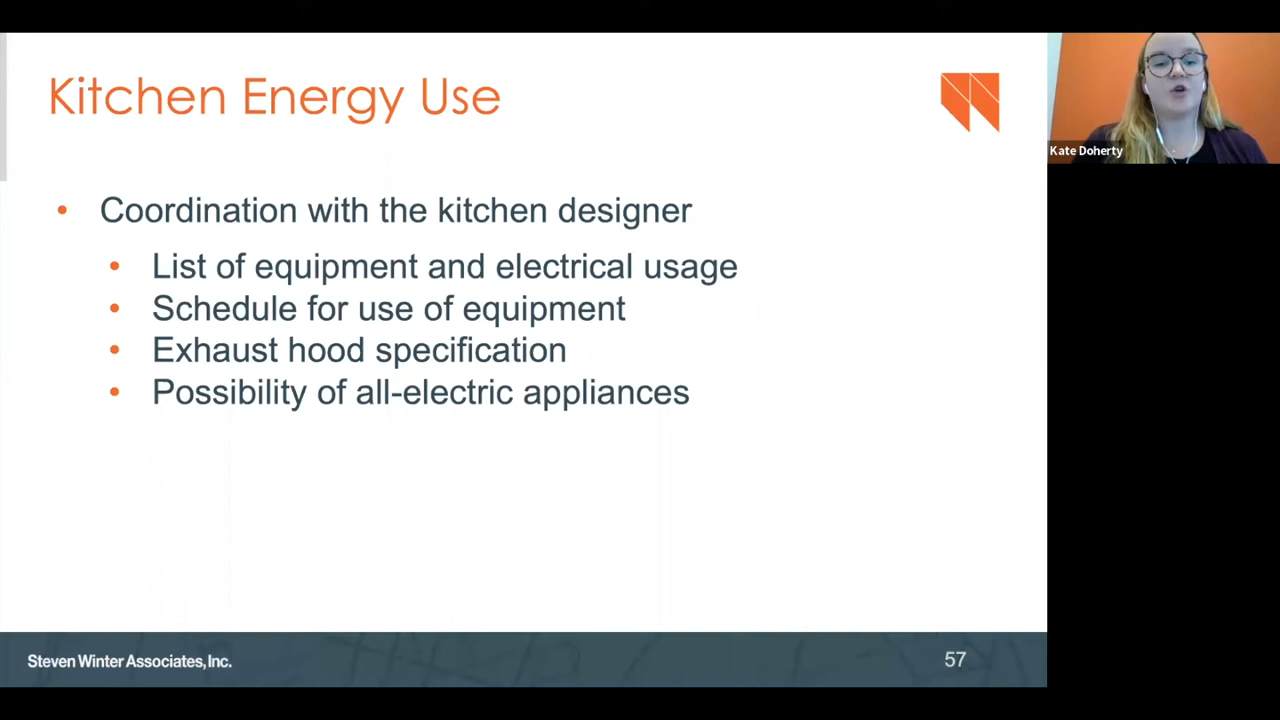 Kitchen Energy Use
Kate Doherty
• Coordination with the kitchen designer
• List of equipment and electrical usage
• Schedule for use of equipment
• Exhaust hood specification
• Possibility of all-electric appliances
Steven Winter Associates, Inc.
57